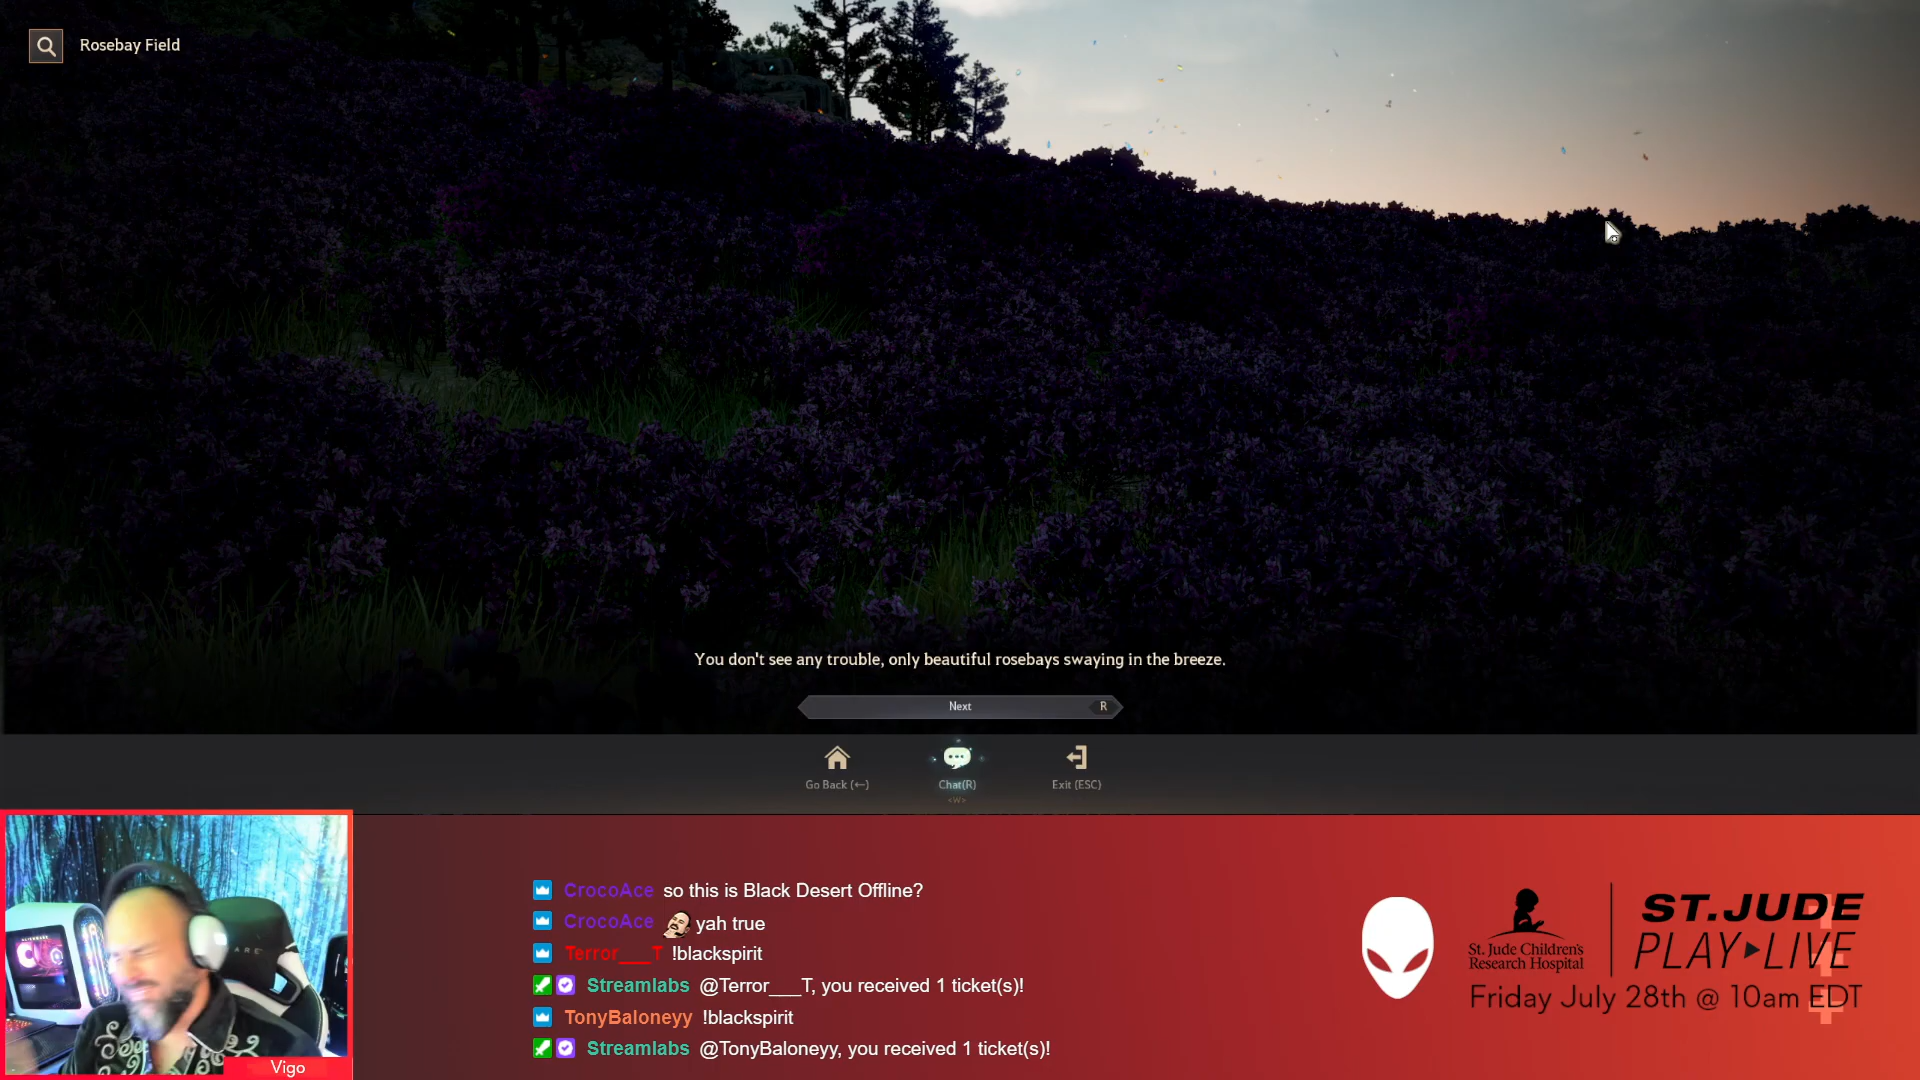 Rosebay Field
You don't see any trouble, only beautiful rosebays swaying in the breeze.
Next R
Go Back (←) Chat(R) Exit (ESC)
<W>
CrocoAce so this is Black Desert Offline?
CrocoAce yah true
Terror___T !blackspirit
Streamlabs @Terror___T, you received 1 ticket(s)!
TonyBaloneyy !blackspirit
Streamlabs @TonyBaloneyy, you received 1 ticket(s)!
St. Jude Children's
Research Hospital
ST.JUDE
PLAY LIVE
Friday July 28th @ 10am EDT
Vigo